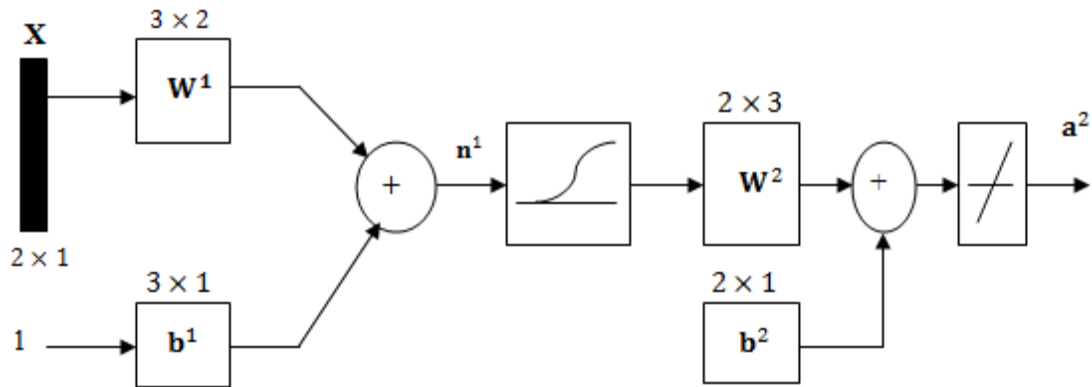 3 × 2
X
W¹
2 × 3
a²
n¹
+
W²
+
2 × 1
3 × 1
2 × 1
1
b¹
b²